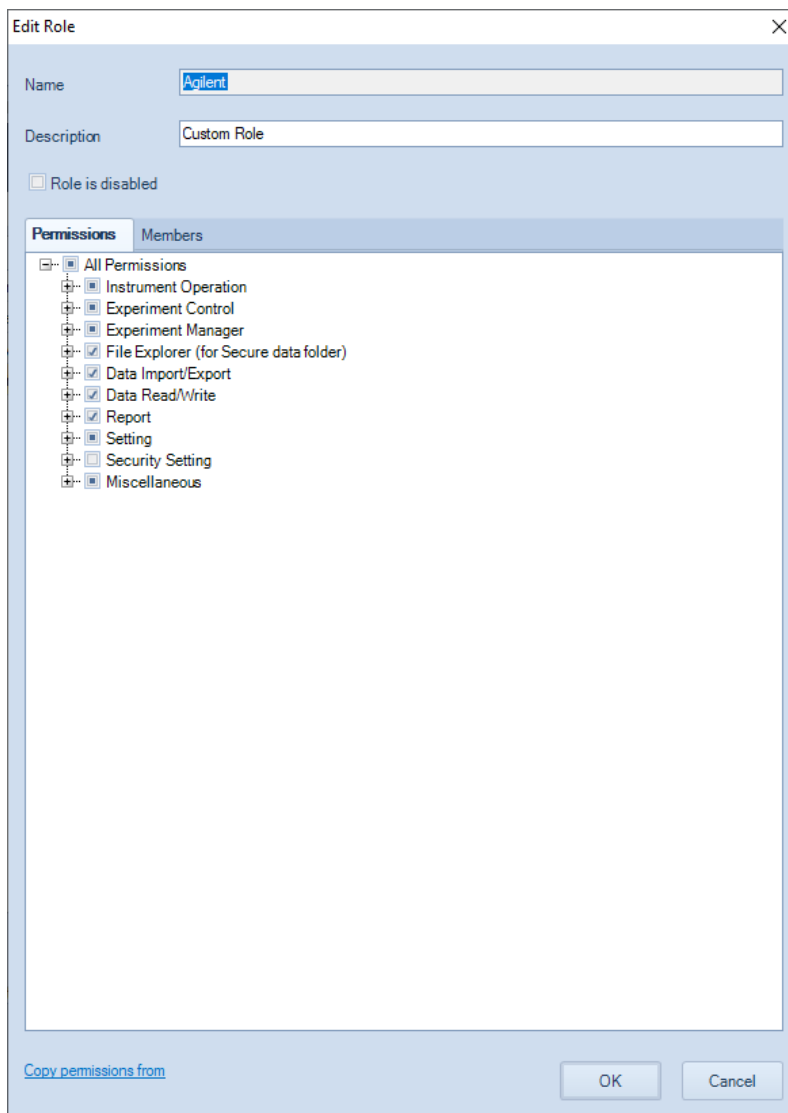 Edit Role
Name
Agilent
Description
Custom Role
Role is disabled
Permissions
Members
All Permissions
Instrument Operation
Experiment Control
Experiment Manager
File Explorer (for Secure data folder)
Data Import/Export
Data Read/Write
Report
Setting
Security Setting
Miscellaneous
Copy permissions from
OK
Cancel